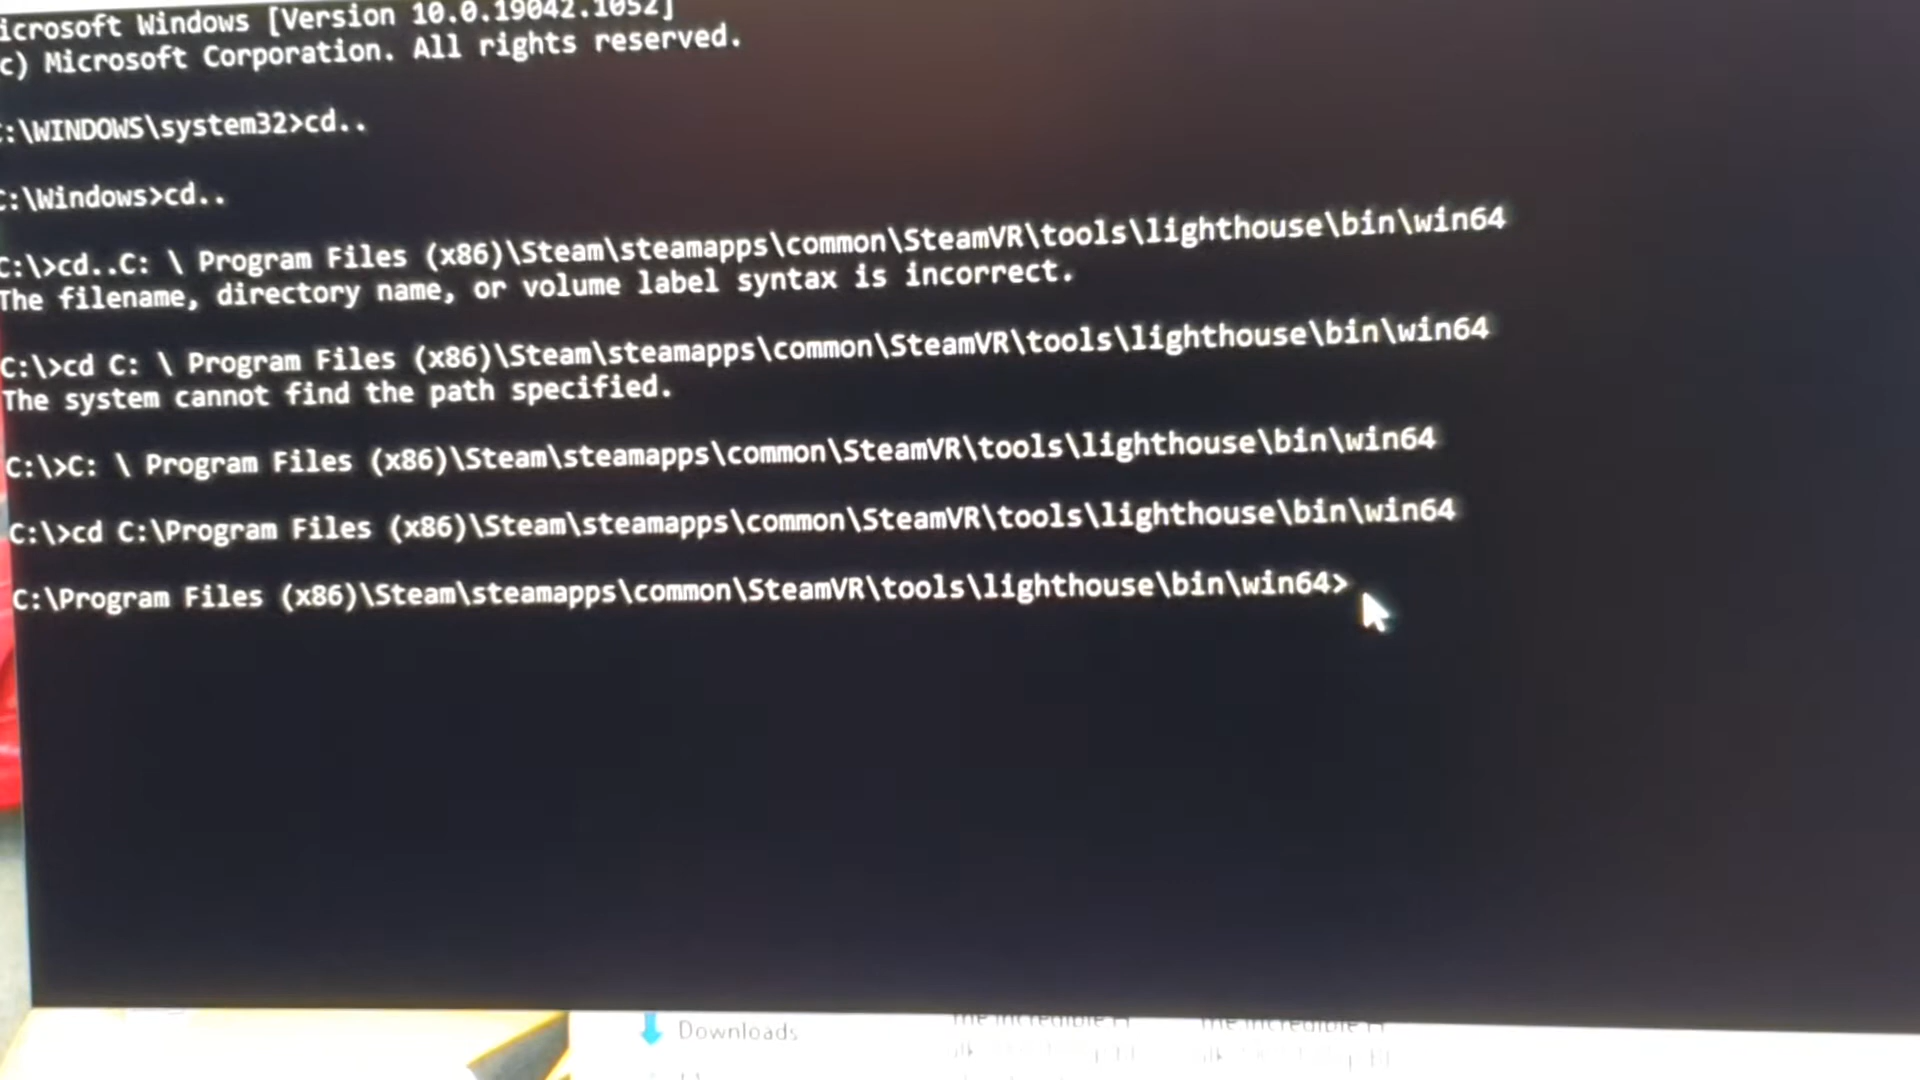 icrosoft Windows [Version 10.0.19042.1052]
c) Microsoft Corporation. All rights reserved.
C:\WINDOWS\system32>cd..
C:\Windows>cd..
C:\>cd..C: \ Program Files (x86)\Steam\steamapps\common\SteamVR\tools\lighthouse\bin\win64
The filename, directory name, or volume label syntax is incorrect.
C:\>cd C: \ Program Files (x86)\Steam\steamapps\common\SteamVR\tools\lighthouse\bin\win64
The system cannot find the path specified.
C:\>C: \ Program Files (x86)\Steam\steamapps\common\SteamVR\tools\lighthouse\bin\win64
C:\>cd C:\Program Files (x86)\Steam\steamapps\common\SteamVR\tools\lighthouse\bin\win64
C:\Program Files (x86)\Steam\steamapps\common\SteamVR\tools\lighthouse\bin\win64>
Downloads